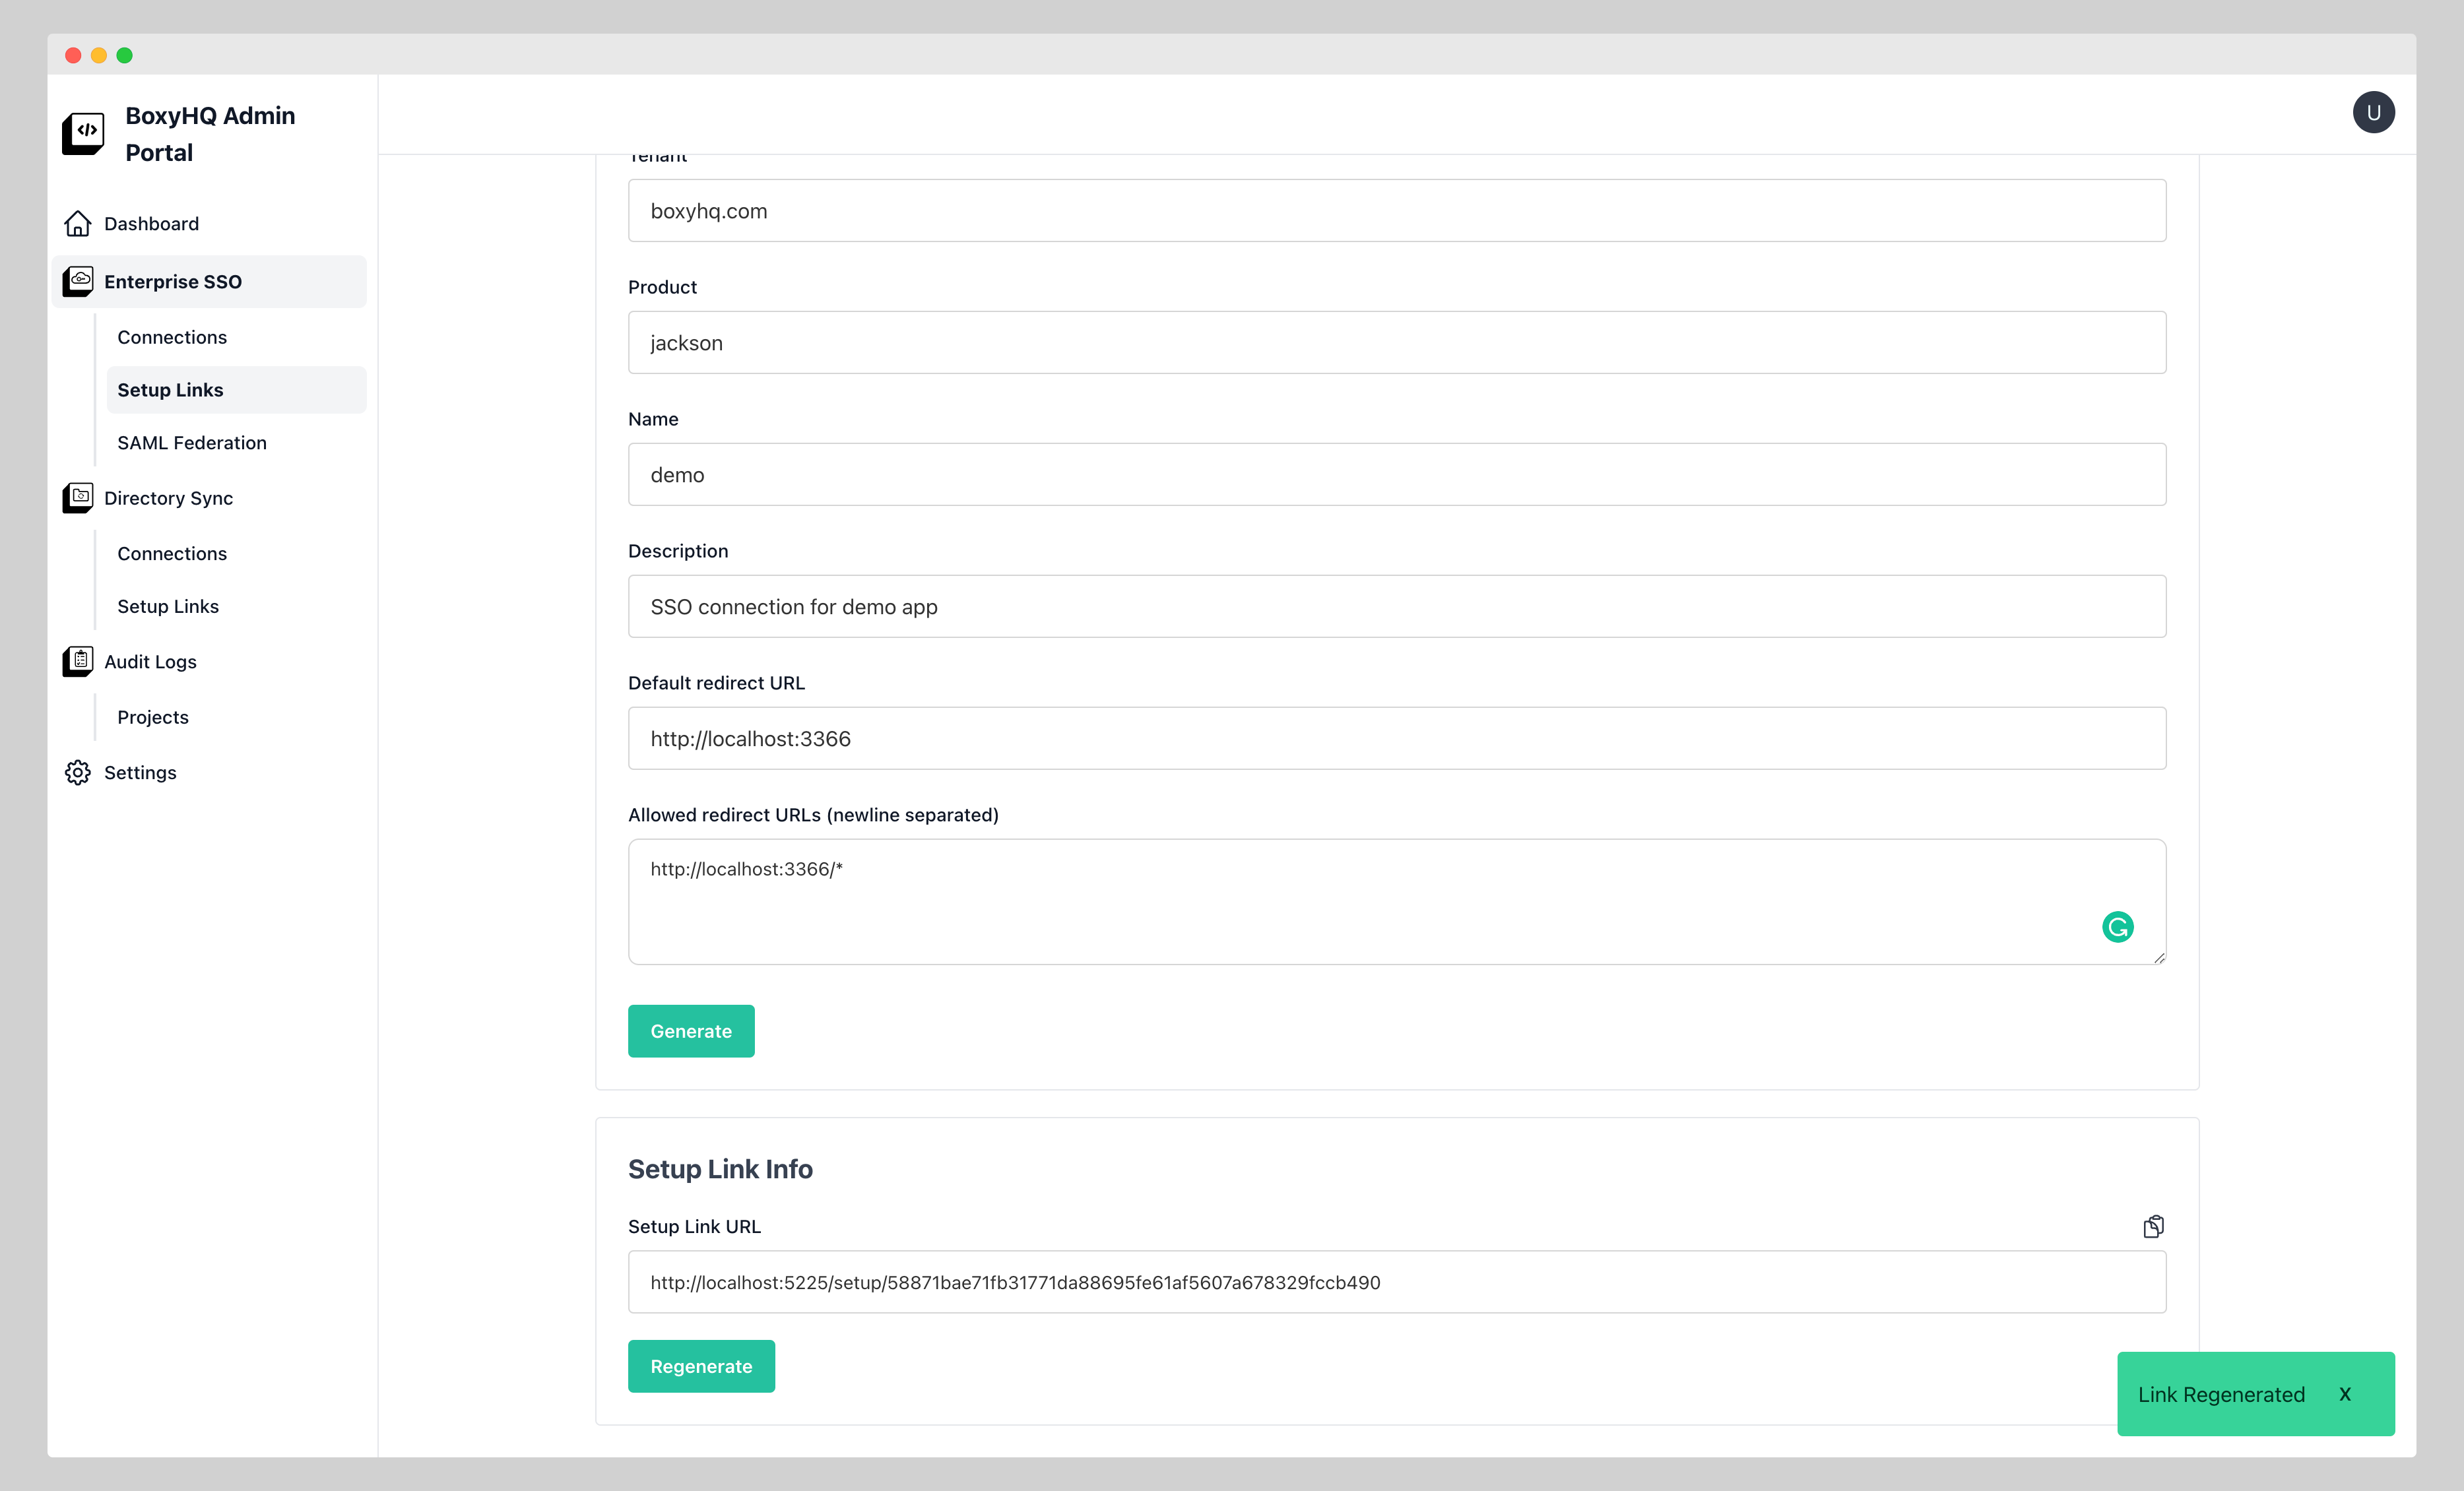 BoxyHQ Admin
Portal
U
Dashboard
Enterprise SSO
Connections
Setup Links
SAML Federation
Directory Sync
Connections
Setup Links
Audit Logs
Projects
Settings
Tenant
boxyhq.com
Product
jackson
Name
demo
Description
SSO connection for demo app
Default redirect URL
http://localhost:3366
Allowed redirect URLs (newline separated)
http://localhost:3366/*
Generate
Setup Link Info
Setup Link URL
http://localhost:5225/setup/58871bae71fb31771da88695fe61af5607a678329fccb490
Regenerate
Link Regenerated X